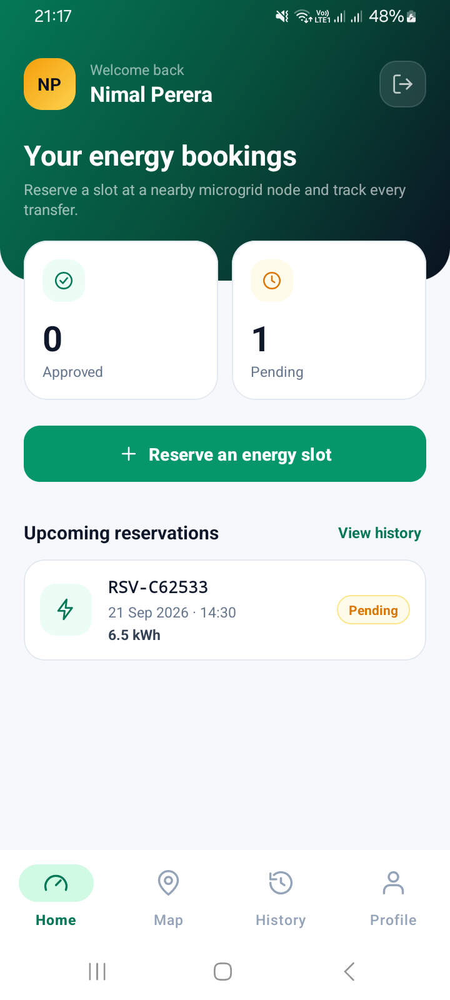 21:17
Vo))
LTE1
48%
NP
Welcome back
Nimal Perera
Your energy bookings
Reserve a slot at a nearby microgrid node and track every
transfer.
0
Approved
1
Pending
Reserve an energy slot
Upcoming reservations
View history
RSV-C62533
21 Sep 2026 · 14:30
6.5 kWh
Pending
Home
Map
History
Profile